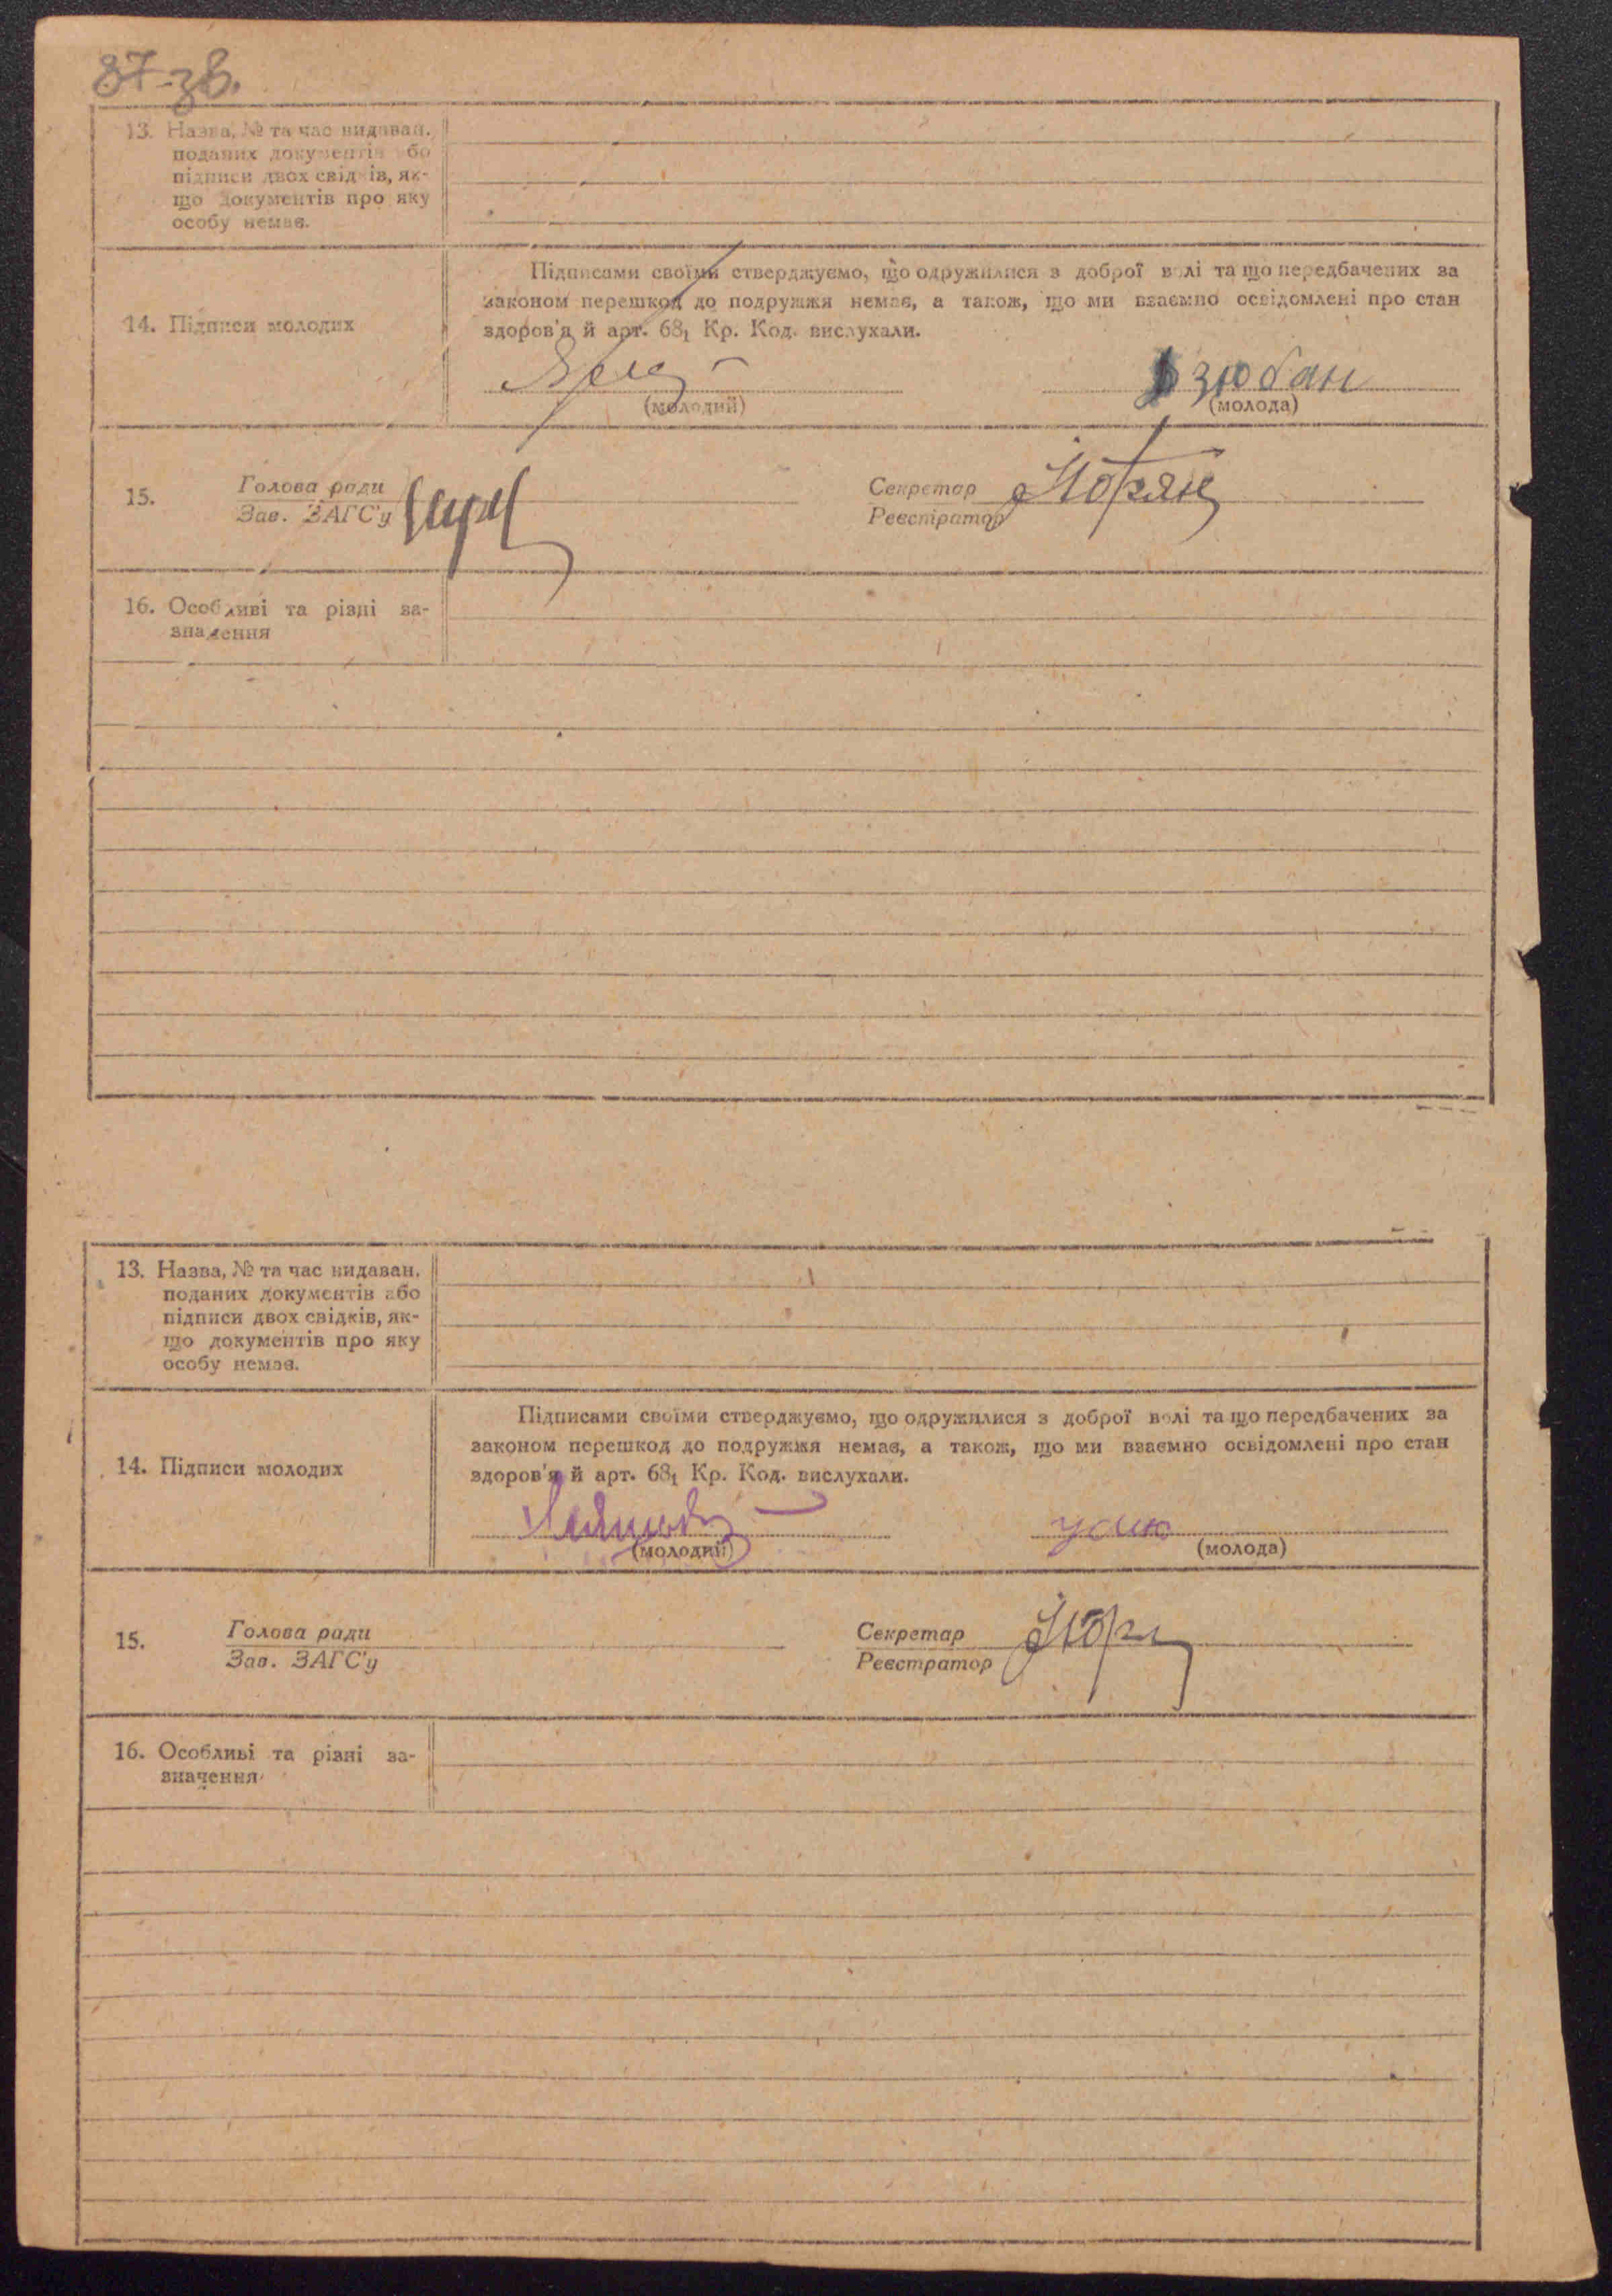 87-зв.
13. Назва, № та час видаван.
поданих документів або
підписи двох свідків, як-
що документів про яку
особу немає.
Підписами своїми стверджуємо, що одружилися з доброї волі та що передбачених за
законом перешкод до подружжя немає, а також, що ми взаємно освідомлені про стан
здоров'я й арт. 68₁ Кр. Код. вислухали.
14. Підписи молодих
Дзюбан
(молодий) (молода)
15. Голова ради
Зав. ЗАГС'у
Секретар
Реєстратор
16. Особливі та різні за-
значення
13. Назва, № та час видаван.
поданих документів або
підписи двох свідків, як-
що документів про яку
особу немає.
Підписами своїми стверджуємо, що одружилися з доброї волі та що передбачених за
законом перешкод до подружжя немає, а також, що ми взаємно освідомлені про стан
здоров'я й арт. 68₁ Кр. Код. вислухали.
14. Підписи молодих
(молодий) (молода)
15. Голова ради
Зав. ЗАГС'у
Секретар
Реєстратор
16. Особливі та різні за-
значення